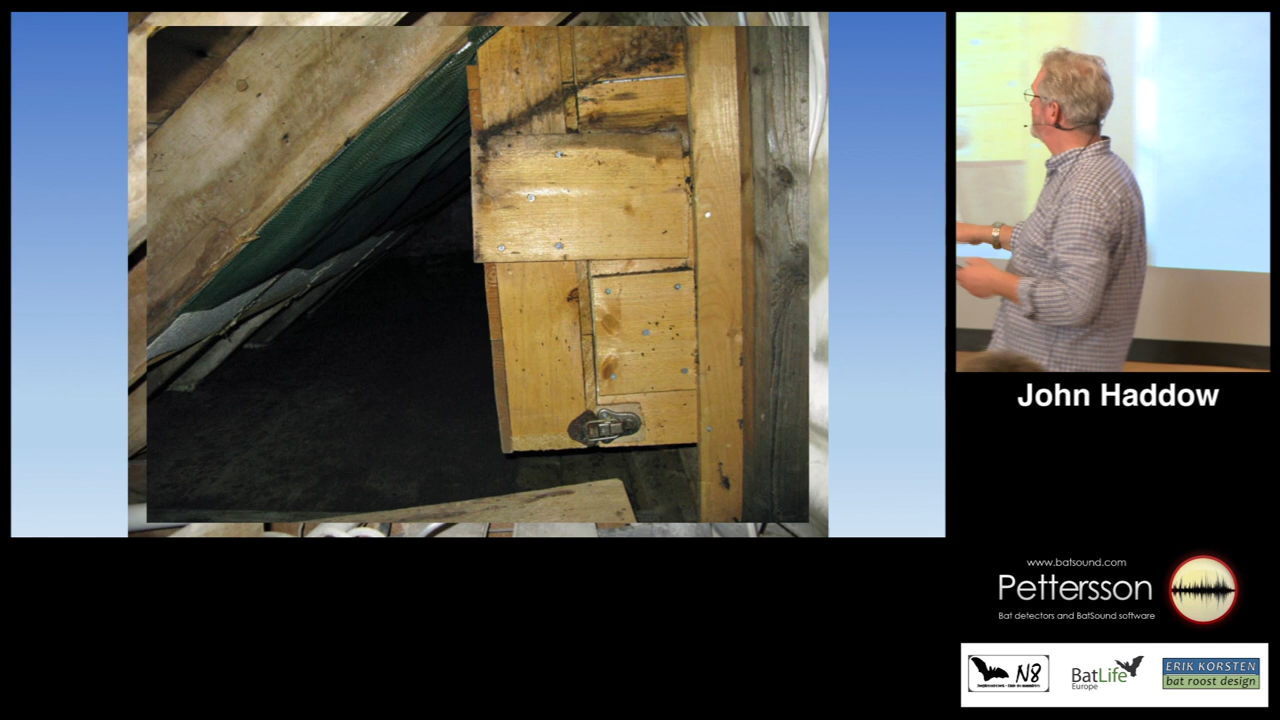 John Haddow
www.batsound.com
Pettersson
Bat detectors and BatSound software
N8
BatLife
Europe
ERIK KORSTEN
bat roost design